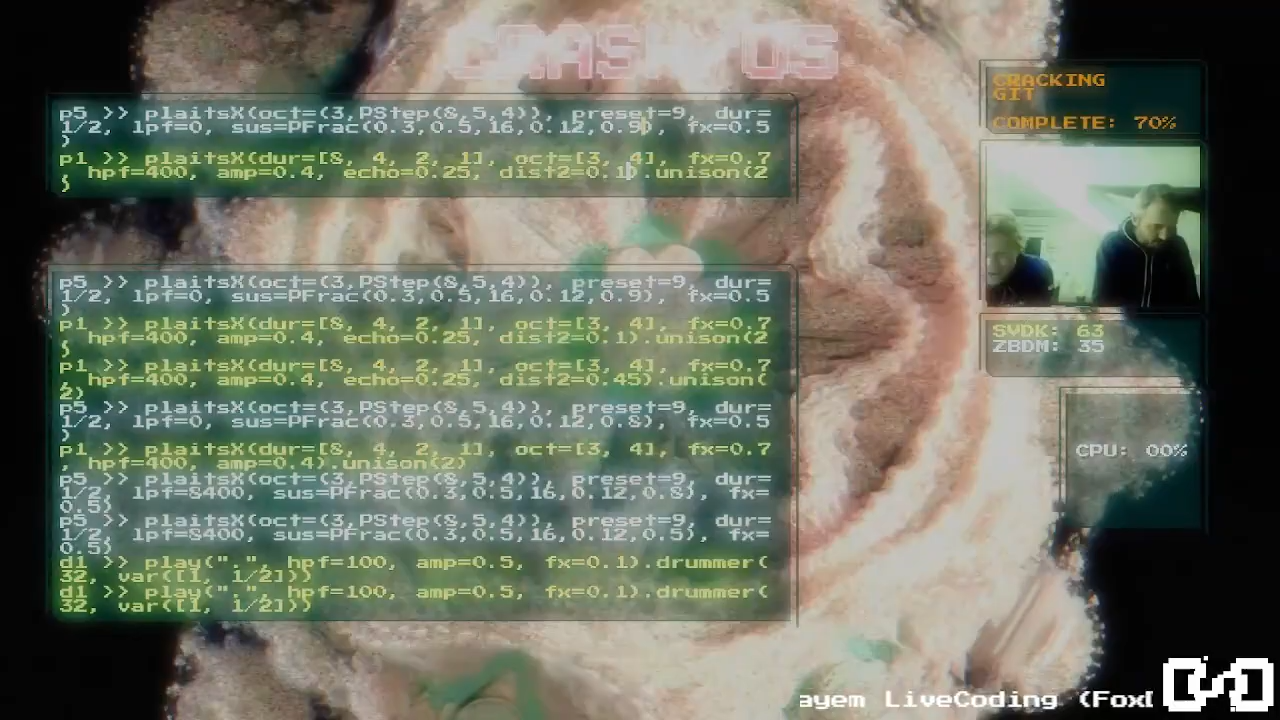 CRASH OS
p5 >> plaitsX(oct=(3,PStep(8,5,4)), preset=9, dur=
1/2, lpf=0, sus=PFrac(0.3,0.5,16,0.12,0.9), fx=0.5
)
p1 >> plaitsX(dur=[8, 4, 2, 1], oct=[3, 4], fx=0.7
, hpf=400, amp=0.4, echo=0.25, dist2=0.1).unison(2
)
p5 >> plaitsX(oct=(3,PStep(8,5,4)), preset=9, dur=
1/2, lpf=0, sus=PFrac(0.3,0.5,16,0.12,0.9), fx=0.5
)
p1 >> plaitsX(dur=[8, 4, 2, 1], oct=[3, 4], fx=0.7
, hpf=400, amp=0.4, echo=0.25, dist2=0.1).unison(2
)
p1 >> plaitsX(dur=[8, 4, 2, 1], oct=[3, 4], fx=0.7
, hpf=400, amp=0.4, echo=0.25, dist2=0.45).unison(
2)
p5 >> plaitsX(oct=(3,PStep(8,5,4)), preset=9, dur=
1/2, lpf=0, sus=PFrac(0.3,0.5,16,0.12,0.8), fx=0.5
)
p1 >> plaitsX(dur=[8, 4, 2, 1], oct=[3, 4], fx=0.7
, hpf=400, amp=0.4).unison(2)
p5 >> plaitsX(oct=(3,PStep(8,5,4)), preset=9, dur=
1/2, lpf=8400, sus=PFrac(0.3,0.5,16,0.12,0.8), fx=
0.5)
p5 >> plaitsX(oct=(3,PStep(8,5,4)), preset=9, dur=
1/2, lpf=8400, sus=PFrac(0.3,0.5,16,0.12,0.5), fx=
0.5)
d1 >> play(".", hpf=100, amp=0.5, fx=0.1).drummer(
32, var([1, 1/2]))
d1 >> play(".", hpf=100, amp=0.5, fx=0.1).drummer(
32, var([1, 1/2]))
CRACKING
GIT
COMPLETE: 70%
SVDK: 63
ZBDM: 35
CPU: 00%
ayem LiveCoding (Fox